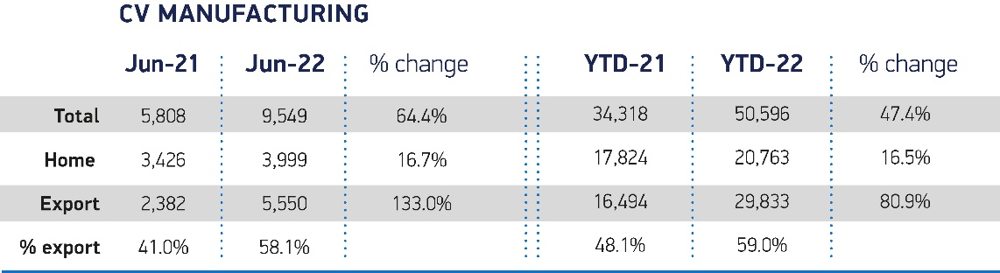 CV MANUFACTURING
Jun-21 Jun-22 % change YTD-21 YTD-22 % change
Total 5,808 9,549 64.4% 34,318 50,596 47.4%
Home 3,426 3,999 16.7% 17,824 20,763 16.5%
Export 2,382 5,550 133.0% 16,494 29,833 80.9%
% export 41.0% 58.1% 48.1% 59.0%